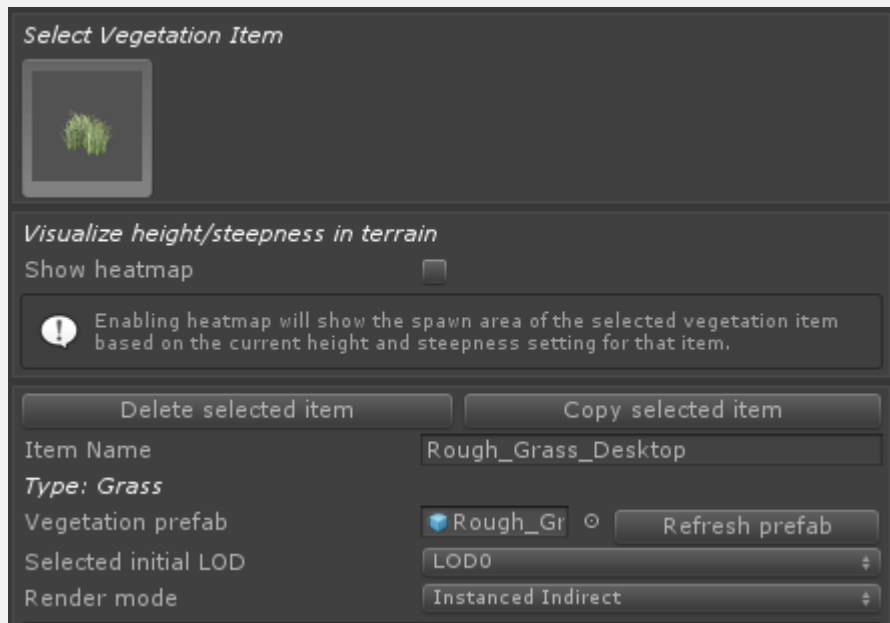 Select Vegetation Item
Visualize height/steepness in terrain
Show heatmap
Enabling heatmap will show the spawn area of the selected vegetation item
based on the current height and steepness setting for that item.
Delete selected item Copy selected item
Item Name Rough_Grass_Desktop
Type: Grass
Vegetation prefab Rough_Gr Refresh prefab
Selected initial LOD LOD0
Render mode Instanced Indirect